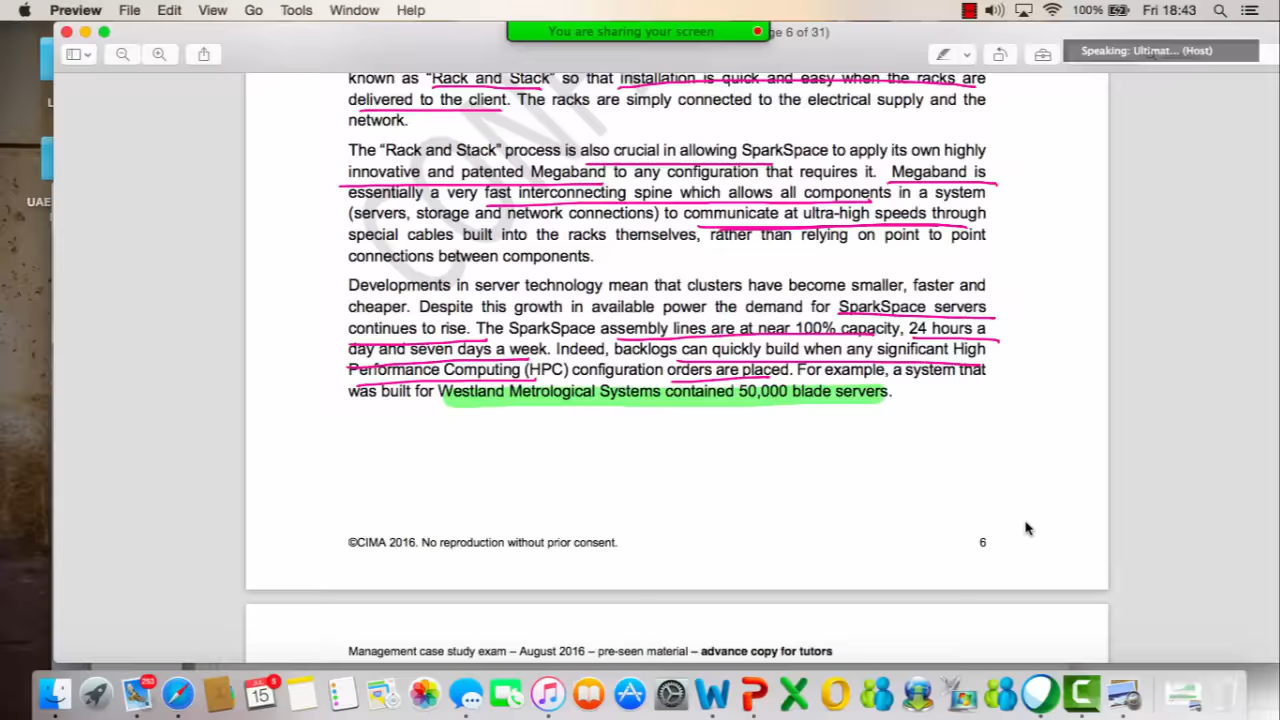 Preview File Edit View Go Tools Window Help 100% Fri 18:43
You are sharing your screen
ge 6 of 31)
Speaking: Ultimat... (Host)
known as “Rack and Stack” so that installation is quick and easy when the racks are
delivered to the client. The racks are simply connected to the electrical supply and the
network.
The “Rack and Stack” process is also crucial in allowing SparkSpace to apply its own highly
innovative and patented Megaband to any configuration that requires it. Megaband is
essentially a very fast interconnecting spine which allows all components in a system
(servers, storage and network connections) to communicate at ultra-high speeds through
special cables built into the racks themselves, rather than relying on point to point
connections between components.
Developments in server technology mean that clusters have become smaller, faster and
cheaper. Despite this growth in available power the demand for SparkSpace servers
continues to rise. The SparkSpace assembly lines are at near 100% capacity, 24 hours a
day and seven days a week. Indeed, backlogs can quickly build when any significant High
Performance Computing (HPC) configuration orders are placed. For example, a system that
was built for Westland Metrological Systems contained 50,000 blade servers.
©CIMA 2016. No reproduction without prior consent. 6
Management case study exam – August 2016 – pre-seen material – advance copy for tutors
UAE
CONF
253
JUL
15